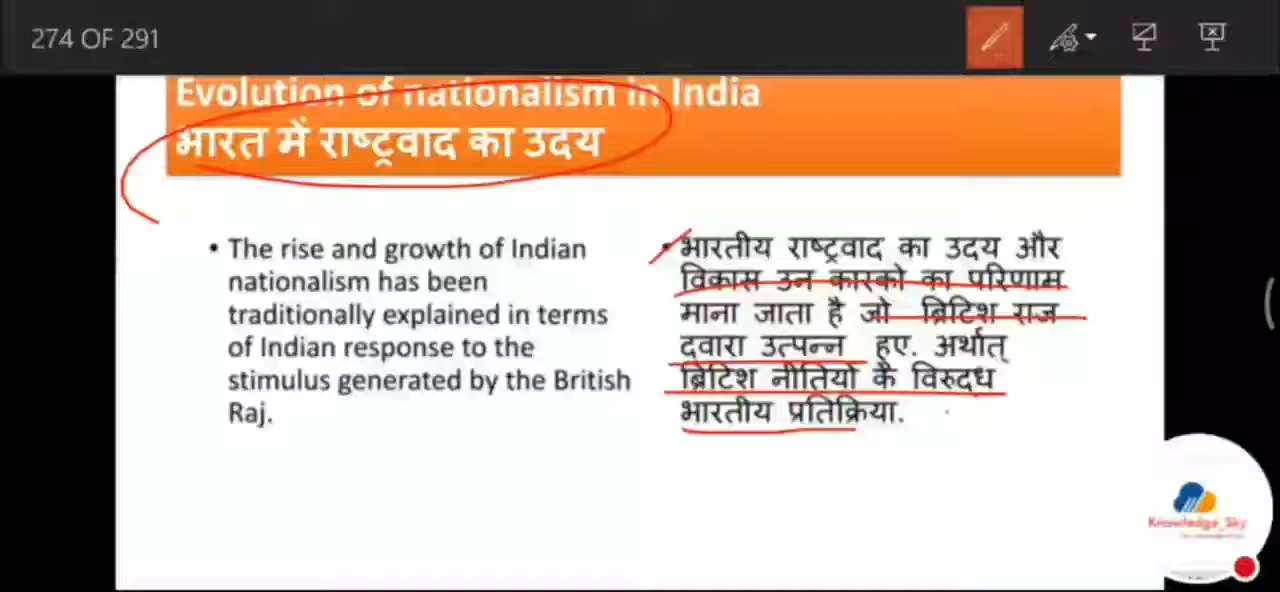 274 OF 291
Evolution of nationalism in India
भारत में राष्ट्रवाद का उदय
• The rise and growth of Indian
nationalism has been
traditionally explained in terms
of Indian response to the
stimulus generated by the British
Raj.
• भारतीय राष्ट्रवाद का उदय और
विकास उन कारको का परिणाम
माना जाता है जो ब्रिटिश राज
दवारा उत्पन्न हुए. अर्थात्
ब्रिटिश नीतियो के विरुदध
भारतीय प्रतिक्रिया.
Knowledge_Sky